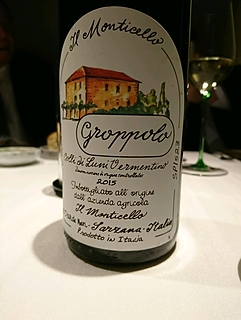 Il Monticello
Groppolo
Colli di Luni Vermentino
Denominazione di origine controllata
2015
Imbottigliato all'origine
dall'azienda agricola
Il Monticello
Sarzana - Italia
Prodotto in Italia